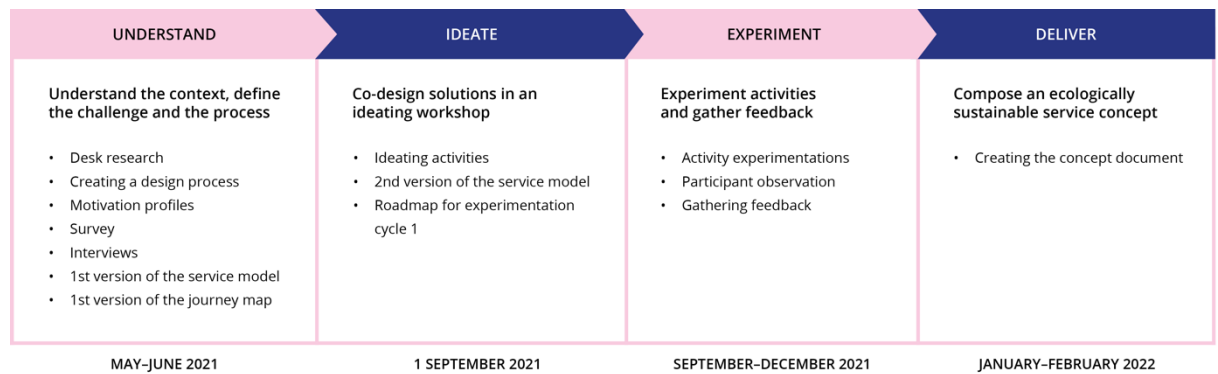 UNDERSTAND
IDEATE
EXPERIMENT
DELIVER
Understand the context, define
the challenge and the process
• Desk research
• Creating a design process
• Motivation profiles
• Survey
• Interviews
• 1st version of the service model
• 1st version of the journey map
Co-design solutions in an
ideating workshop
• Ideating activities
• 2nd version of the service model
• Roadmap for experimentation
cycle 1
Experiment activities
and gather feedback
• Activity experimentations
• Participant observation
• Gathering feedback
Compose an ecologically
sustainable service concept
• Creating the concept document
MAY–JUNE 2021
1 SEPTEMBER 2021
SEPTEMBER–DECEMBER 2021
JANUARY–FEBRUARY 2022